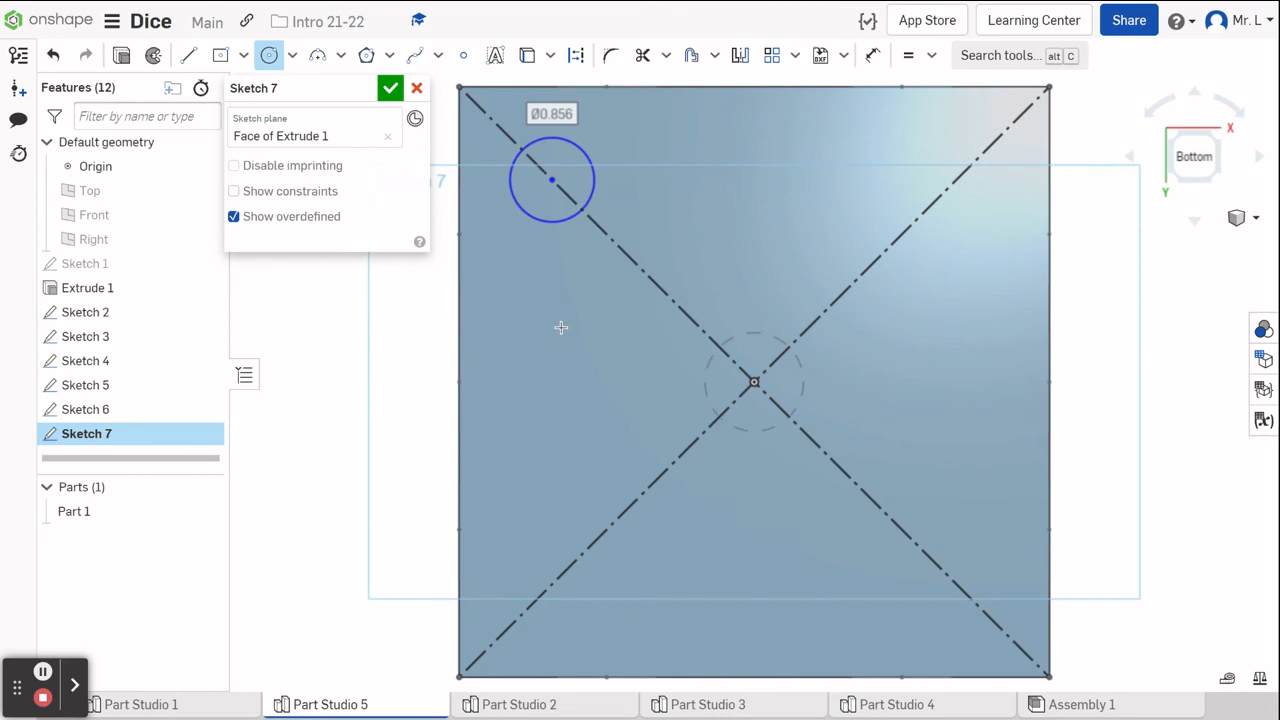 onshape
Dice
Main
Intro 21-22
App Store
Learning Center
Share
Mr. L
Search tools...
alt
C
Features (12)
Filter by name or type
Default geometry
Origin
Top
Front
Right
Sketch 1
Extrude 1
Sketch 2
Sketch 3
Sketch 4
Sketch 5
Sketch 6
Sketch 7
Parts (1)
Part 1
Sketch 7
Sketch plane
Face of Extrude 1
Disable imprinting
Show constraints
Show overdefined
7
Ø0.856
X
Bottom
Y
Part Studio 1
Part Studio 5
Part Studio 2
Part Studio 3
Part Studio 4
Assembly 1